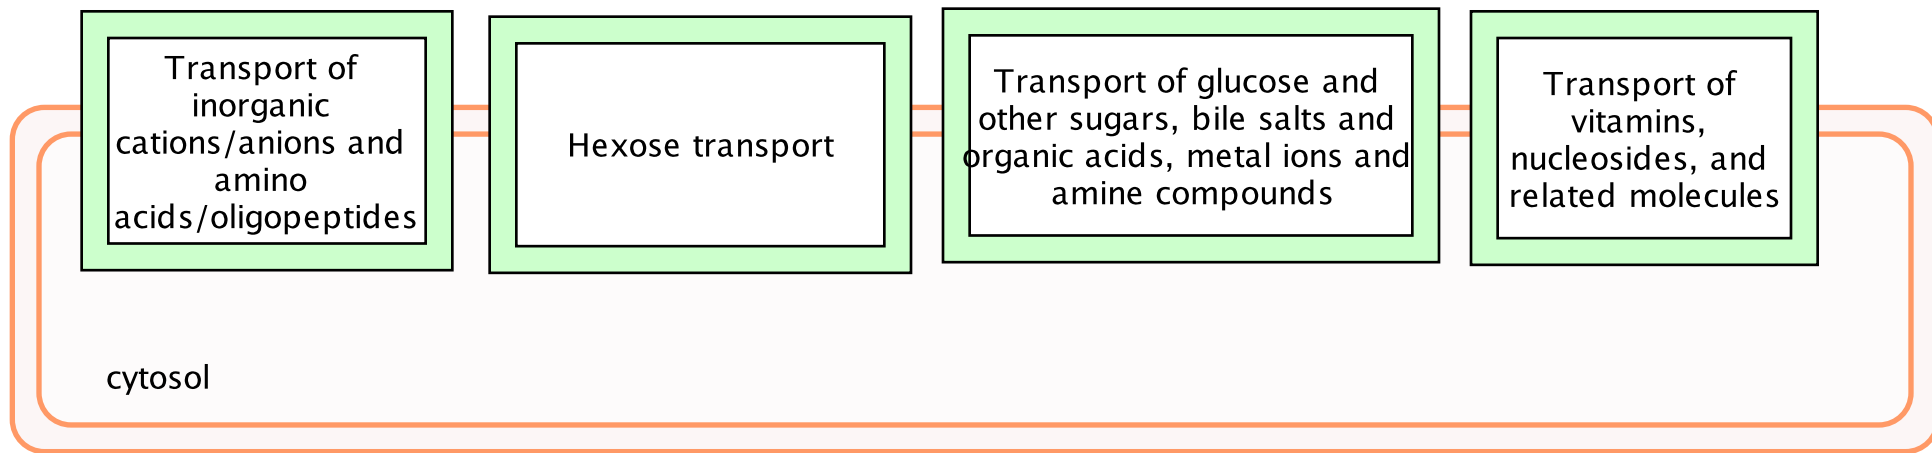 Transport of
inorganic
cations/anions and
amino
acids/oligopeptides
Hexose transport
Transport of glucose and
other sugars, bile salts and
organic acids, metal ions and
amine compounds
Transport of
vitamins,
nucleosides, and
related molecules
cytosol